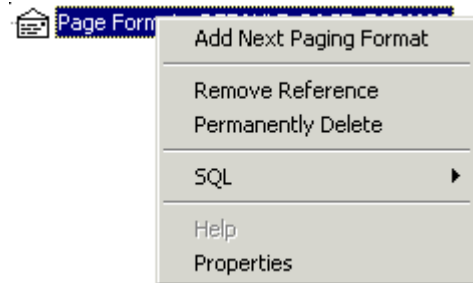 Page Form
Add Next Paging Format
Remove Reference
Permanently Delete
SQL
Help
Properties